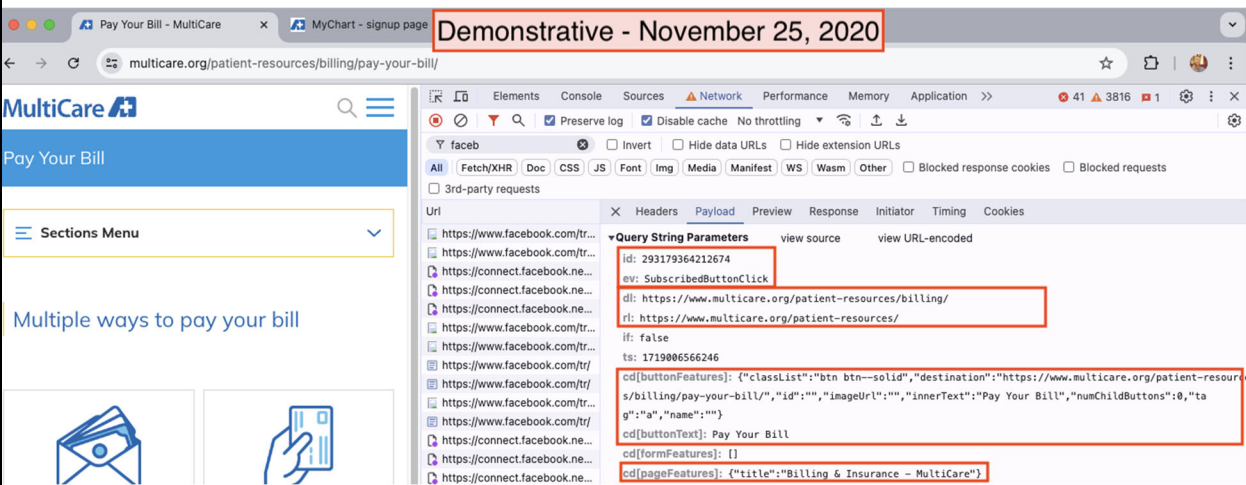 Pay Your Bill - MultiCare
MyChart - signup page
Demonstrative - November 25, 2020
multicare.org/patient-resources/billing/pay-your-bill/
MultiCare
Pay Your Bill
Sections Menu
Multiple ways to pay your bill
Elements Console Sources Network Performance Memory Application 41 3816 1
Preserve log Disable cache No throttling
faceb Invert Hide data URLs Hide extension URLs
All Fetch/XHR Doc CSS JS Font Img Media Manifest WS Wasm Other Blocked response cookies Blocked requests
3rd-party requests
Url
https://www.facebook.com/tr...
https://www.facebook.com/tr...
https://connect.facebook.ne...
https://connect.facebook.ne...
https://connect.facebook.ne...
https://www.facebook.com/tr...
https://www.facebook.com/tr...
https://www.facebook.com/tr/
https://www.facebook.com/tr/
https://www.facebook.com/tr...
https://www.facebook.com/tr/
https://connect.facebook.ne...
https://connect.facebook.ne...
https://connect.facebook.ne...
Headers Payload Preview Response Initiator Timing Cookies
Query String Parameters view source view URL-encoded
id: 293179364212674
ev: SubscribedButtonClick
dl: https://www.multicare.org/patient-resources/billing/
rl: https://www.multicare.org/patient-resources/
if: false
ts: 1719006566246
cd[buttonFeatures]: {"classList":"btn btn--solid","destination":"https://www.multicare.org/patient-resource
s/billing/pay-your-bill/","id":"","imageUrl":"","innerText":"Pay Your Bill","numChildButtons":0,"ta
g":"a","name":""}
cd[buttonText]: Pay Your Bill
cd[formFeatures]: []
cd[pageFeatures]: {"title":"Billing & Insurance – MultiCare"}